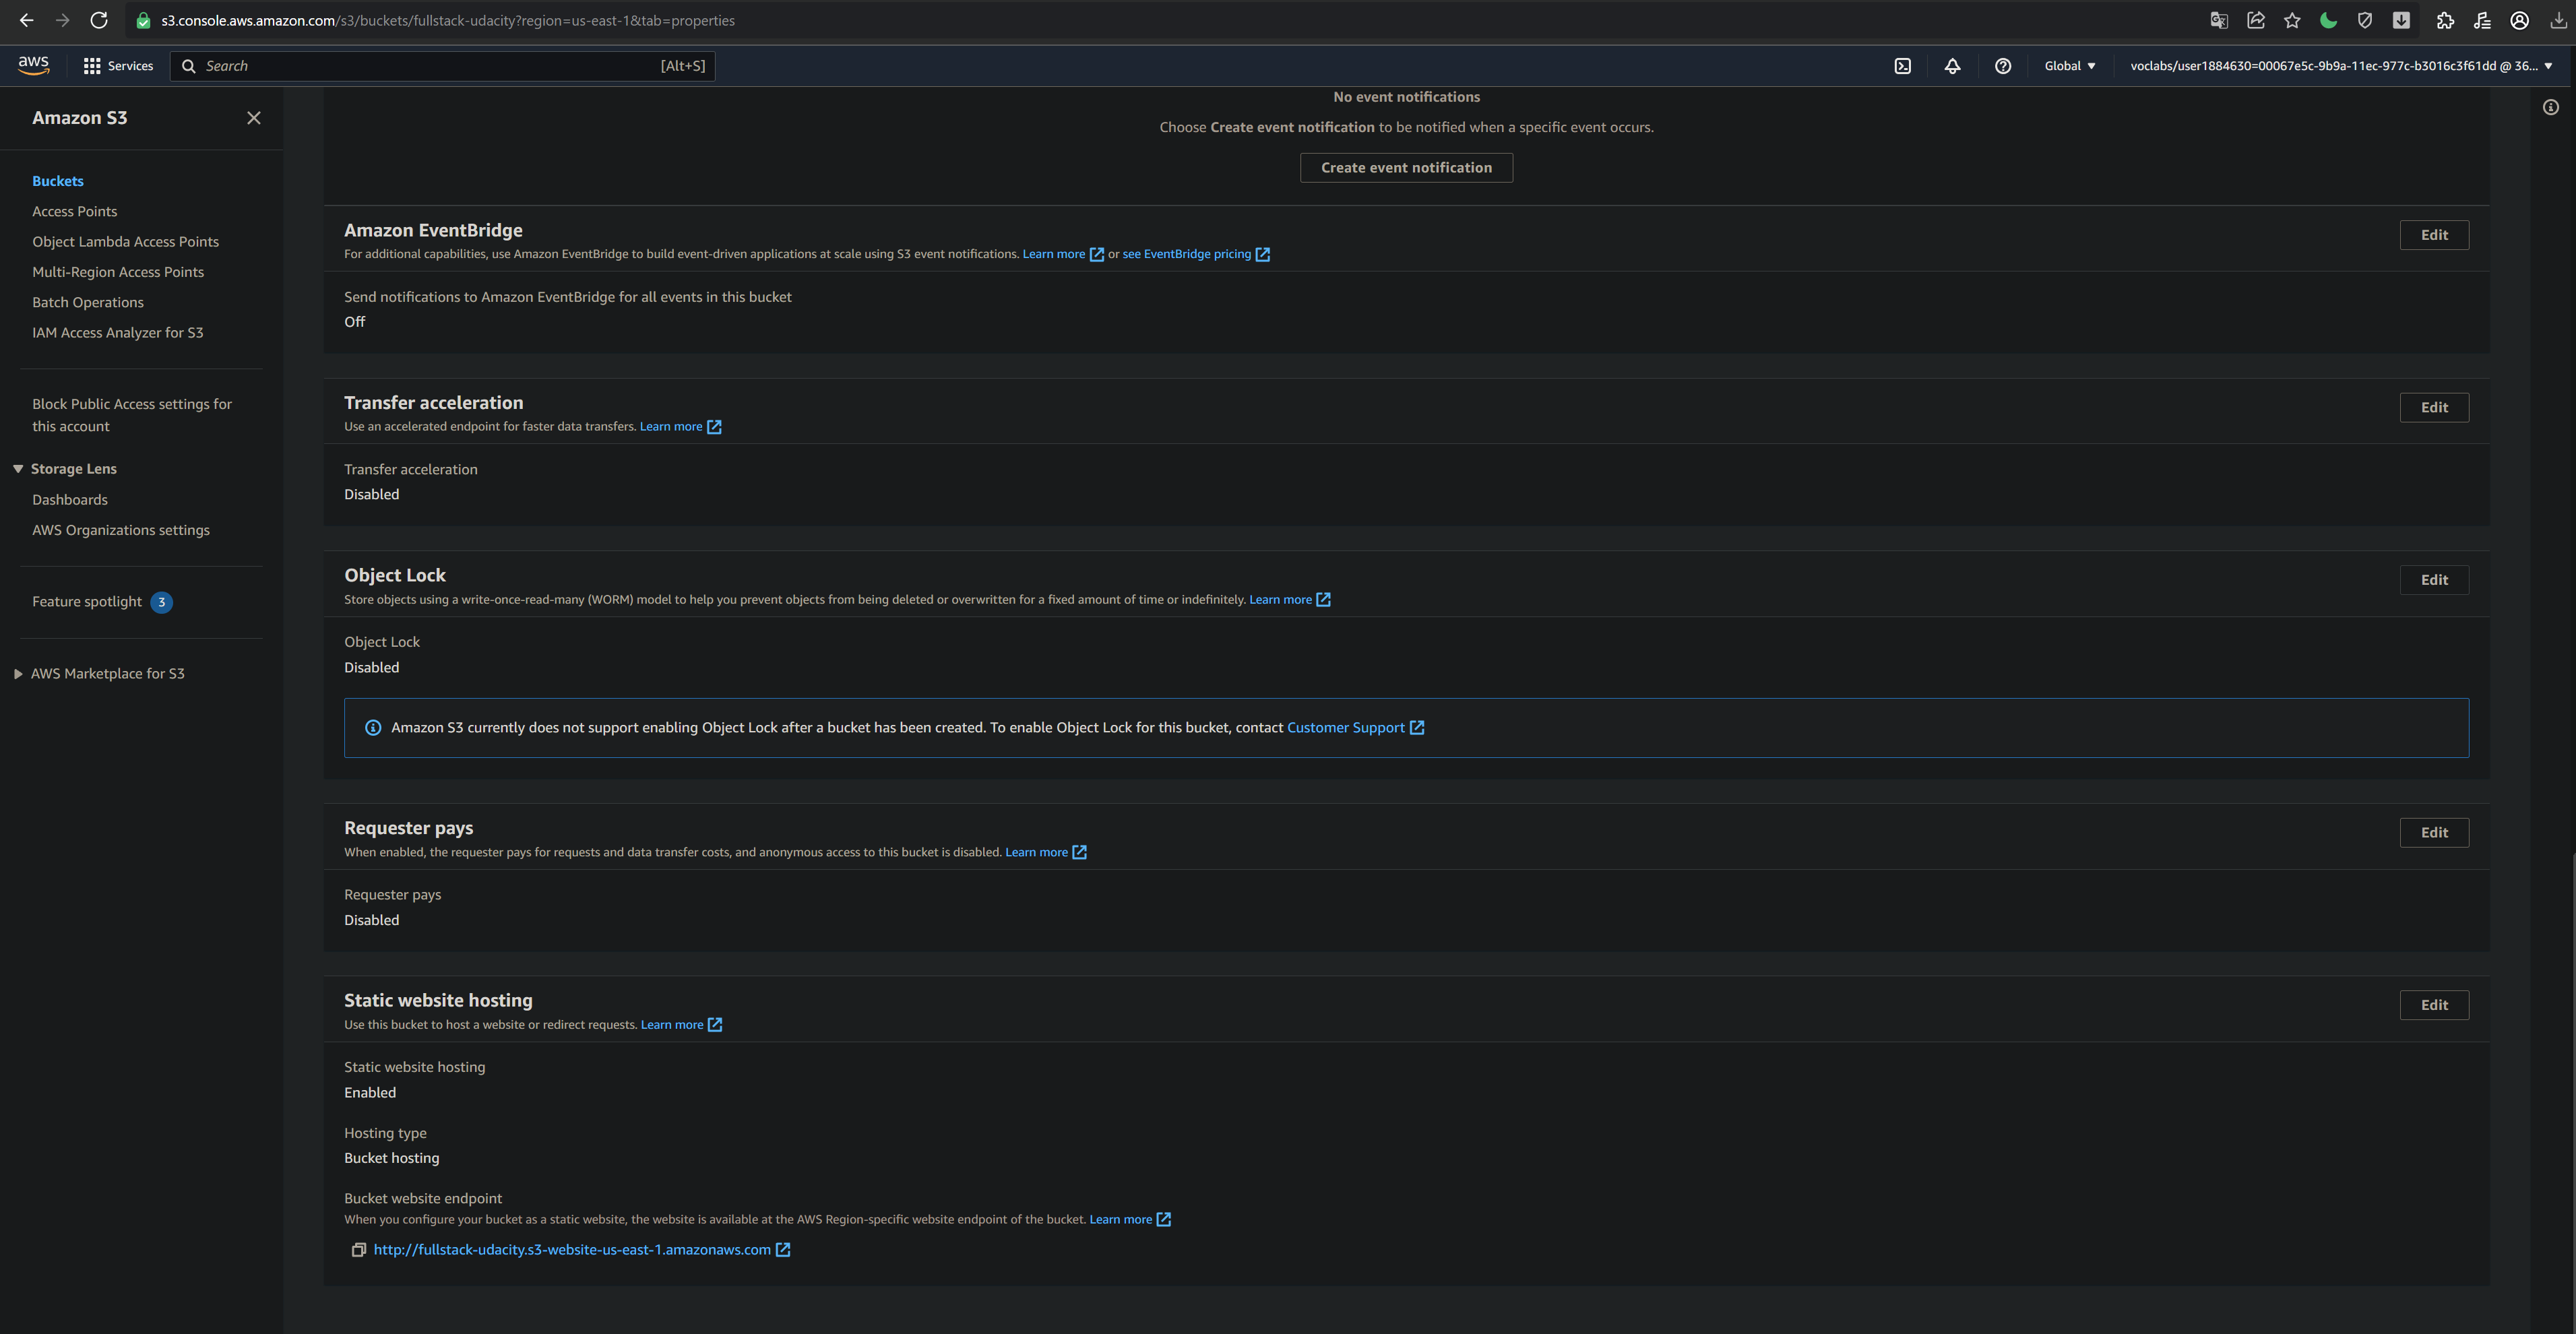 s3.console.aws.amazon.com/s3/buckets/fullstack-udacity?region=us-east-1&tab=properties
aws
Services
Search
[Alt+S]
Global
voclabs/user1884630=00067e5c-9b9a-11ec-977c-b3016c3f61dd @ 36...
Amazon S3
Buckets
Access Points
Object Lambda Access Points
Multi-Region Access Points
Batch Operations
IAM Access Analyzer for S3
Block Public Access settings for
this account
Storage Lens
Dashboards
AWS Organizations settings
Feature spotlight 3
AWS Marketplace for S3
No event notifications
Choose Create event notification to be notified when a specific event occurs.
Create event notification
Amazon EventBridge
Edit
For additional capabilities, use Amazon EventBridge to build event-driven applications at scale using S3 event notifications. Learn more or see EventBridge pricing
Send notifications to Amazon EventBridge for all events in this bucket
Off
Transfer acceleration
Edit
Use an accelerated endpoint for faster data transfers. Learn more
Transfer acceleration
Disabled
Object Lock
Edit
Store objects using a write-once-read-many (WORM) model to help you prevent objects from being deleted or overwritten for a fixed amount of time or indefinitely. Learn more
Object Lock
Disabled
Amazon S3 currently does not support enabling Object Lock after a bucket has been created. To enable Object Lock for this bucket, contact Customer Support
Requester pays
Edit
When enabled, the requester pays for requests and data transfer costs, and anonymous access to this bucket is disabled. Learn more
Requester pays
Disabled
Static website hosting
Edit
Use this bucket to host a website or redirect requests. Learn more
Static website hosting
Enabled
Hosting type
Bucket hosting
Bucket website endpoint
When you configure your bucket as a static website, the website is available at the AWS Region-specific website endpoint of the bucket. Learn more
http://fullstack-udacity.s3-website-us-east-1.amazonaws.com